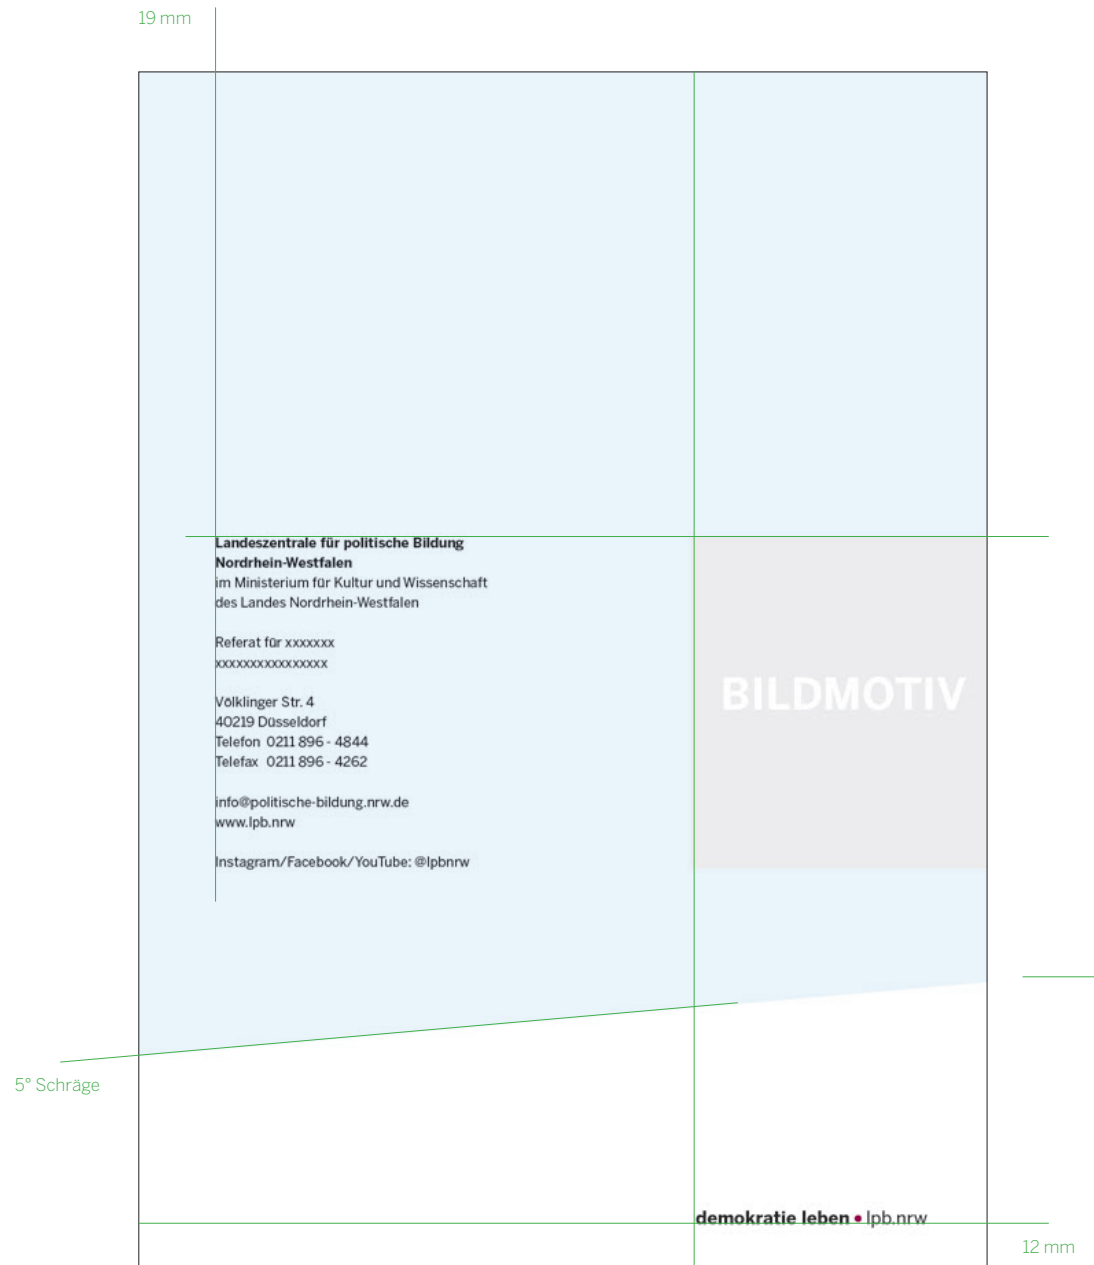 19 mm
Landeszentrale für politische Bildung
Nordrhein-Westfalen
im Ministerium für Kultur und Wissenschaft
des Landes Nordrhein-Westfalen
Referat für xxxxxxx
xxxxxxxxxxxxxxxx
BILDMOTIV
Völklinger Str. 4
40219 Düsseldorf
Telefon 0211 896 - 4844
Telefax 0211 896 - 4262
info@politische-bildung.nrw.de
www.lpb.nrw
Instagram/Facebook/YouTube: @lpbnrw
5° Schräge
demokratie leben • lpb.nrw
12 mm